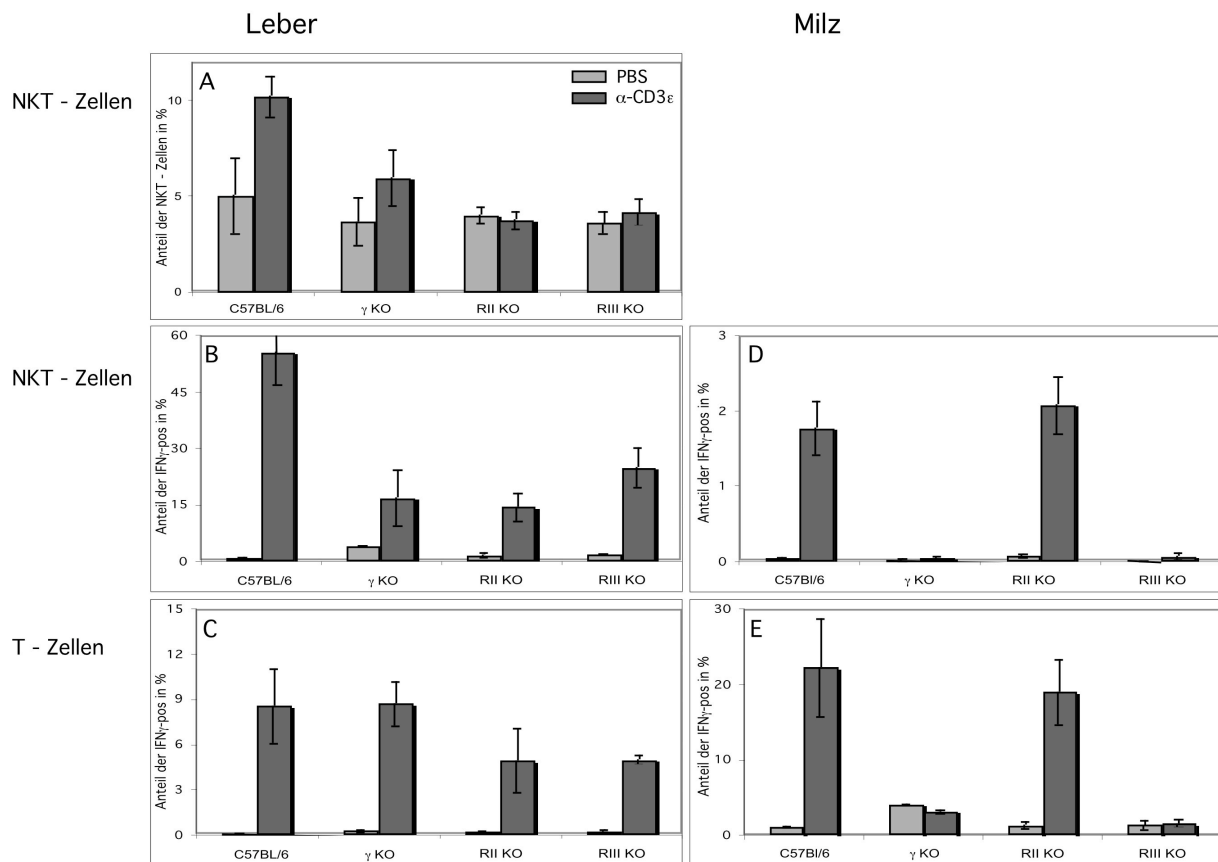 Leber
Milz
NKT - Zellen
A
PBS
α-CD3ε
Anteil der NKT - Zellen in %
10
5
0
C57BL/6
γ KO
RII KO
RIII KO
NKT - Zellen
B
Anteil der IFNγ-pos in %
60
45
30
15
0
C57BL/6
γ KO
RII KO
RIII KO
D
Anteil der IFNγ-pos in %
3
2
1
0
C57Bl/6
γ KO
RII KO
RIII KO
T - Zellen
C
Anteil der IFNγ-pos in %
15
12
9
6
3
0
C57BL/6
γ KO
RII KO
RIII KO
E
Anteil der IFNγ-pos in %
30
20
10
0
C57Bl/6
γ KO
RII KO
RIII KO